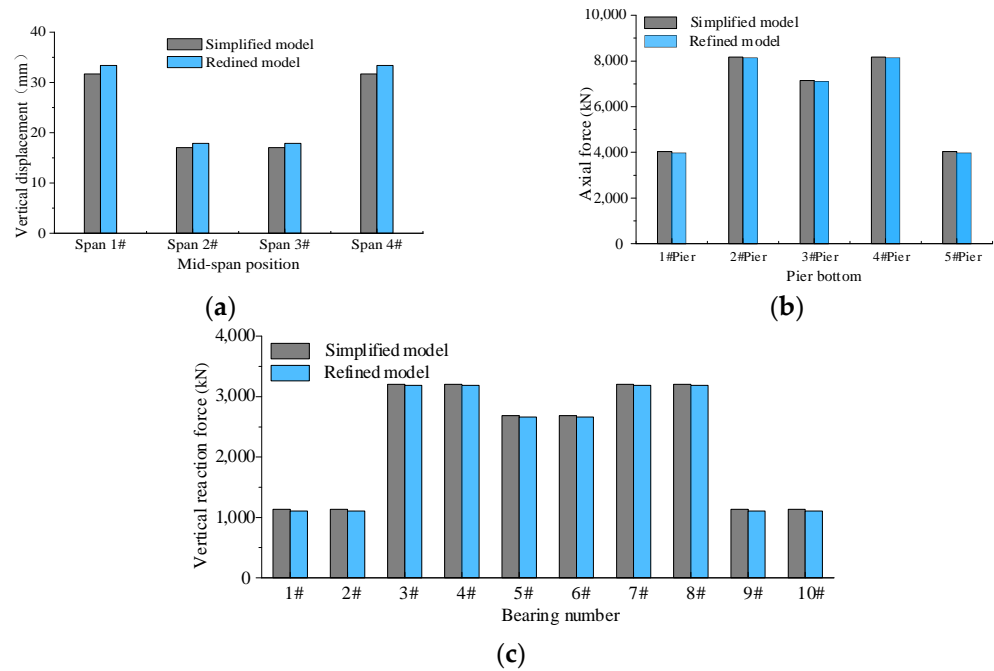 (a)
40
30
20
10
0
Vertical displacement (mm)
Simplified model
Redined model
Span 1# Span 2# Span 3# Span 4#
Mid-span position
(b)
10,000
8,000
6,000
4,000
2,000
0
Axial force (kN)
Simplified model
Refined model
1#Pier 2#Pier 3#Pier 4#Pier 5#Pier
Pier bottom
(c)
4,000
3,000
2,000
1,000
0
Vertical reaction force (kN)
Simplified model
Refined model
1# 2# 3# 4# 5# 6# 7# 8# 9# 10#
Bearing number